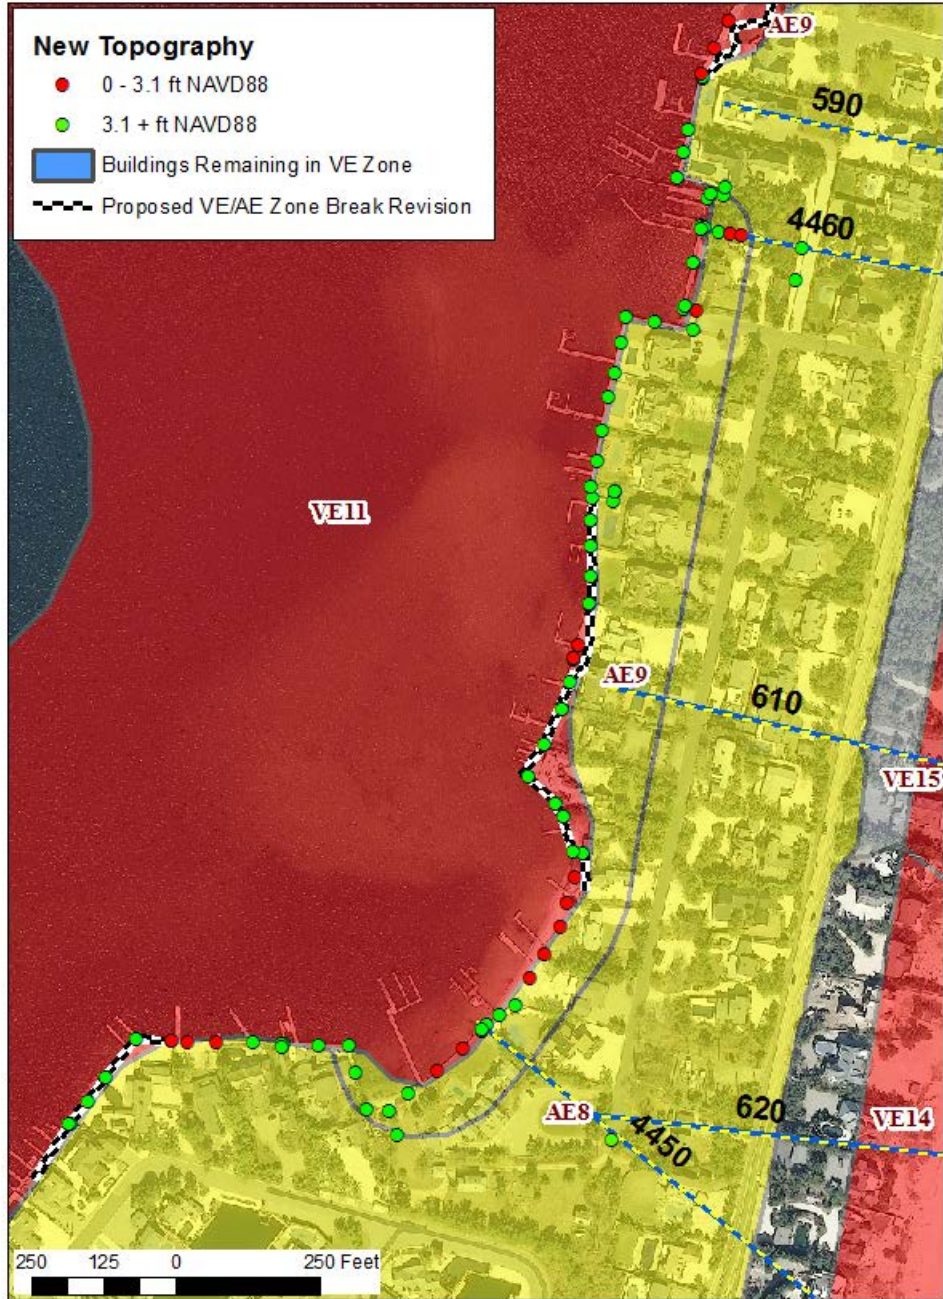 New Topography
0 - 3.1 ft NAVD88
3.1 + ft NAVD88
Buildings Remaining in VE Zone
Proposed VE/AE Zone Break Revision
AE9
590
4460
VE11
AE9
610
VE15
AE8
620
VE14
4450
250 125 0 250 Feet